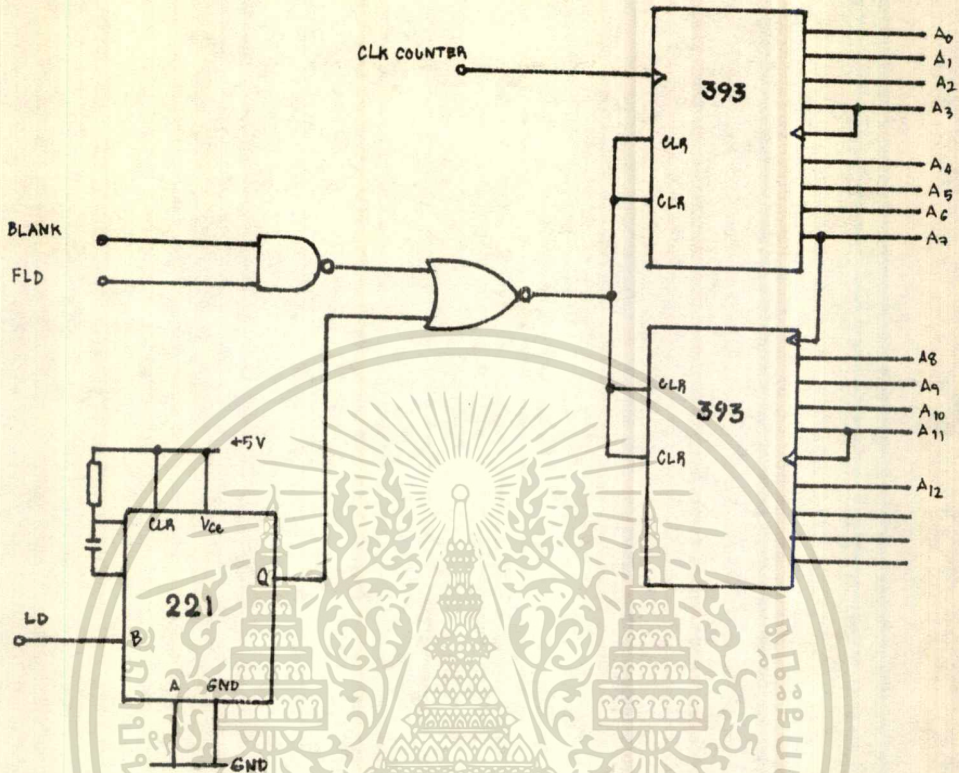 CLK COUNTER
393
A0
A1
A2
A3
CLR
CLR
A4
A5
A6
A7
BLANK
FLD
393
A8
A9
A10
A11
A12
CLR
CLR
+5V
CLR
Vcc
Q
221
LD
B
A
GND
GND